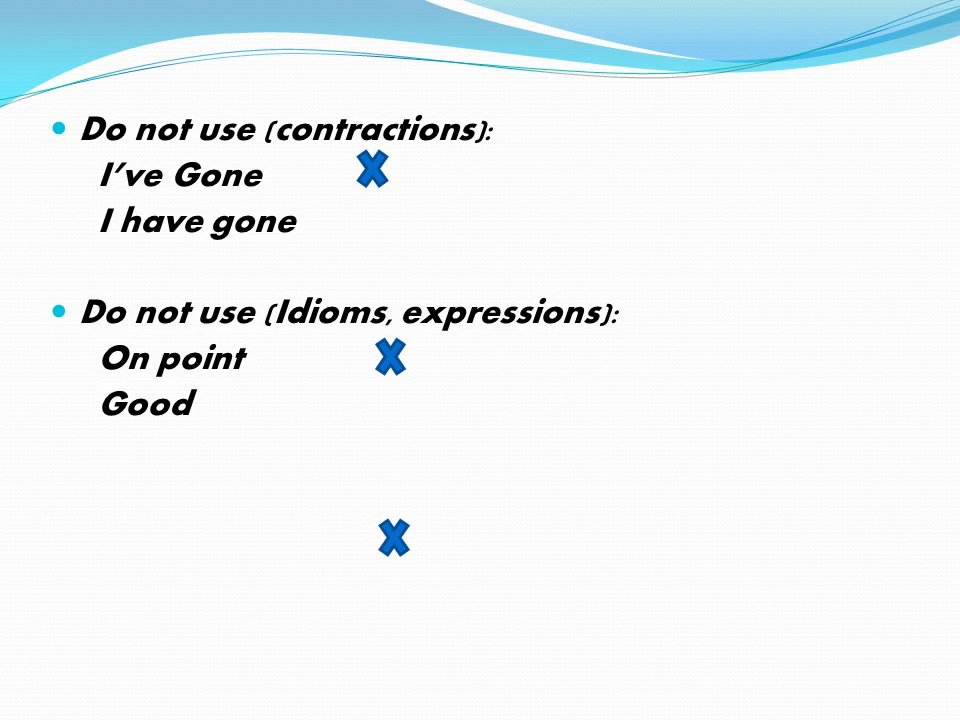 • Do not use (contractions):
I’ve Gone
I have gone
• Do not use (Idioms, expressions):
On point
Good